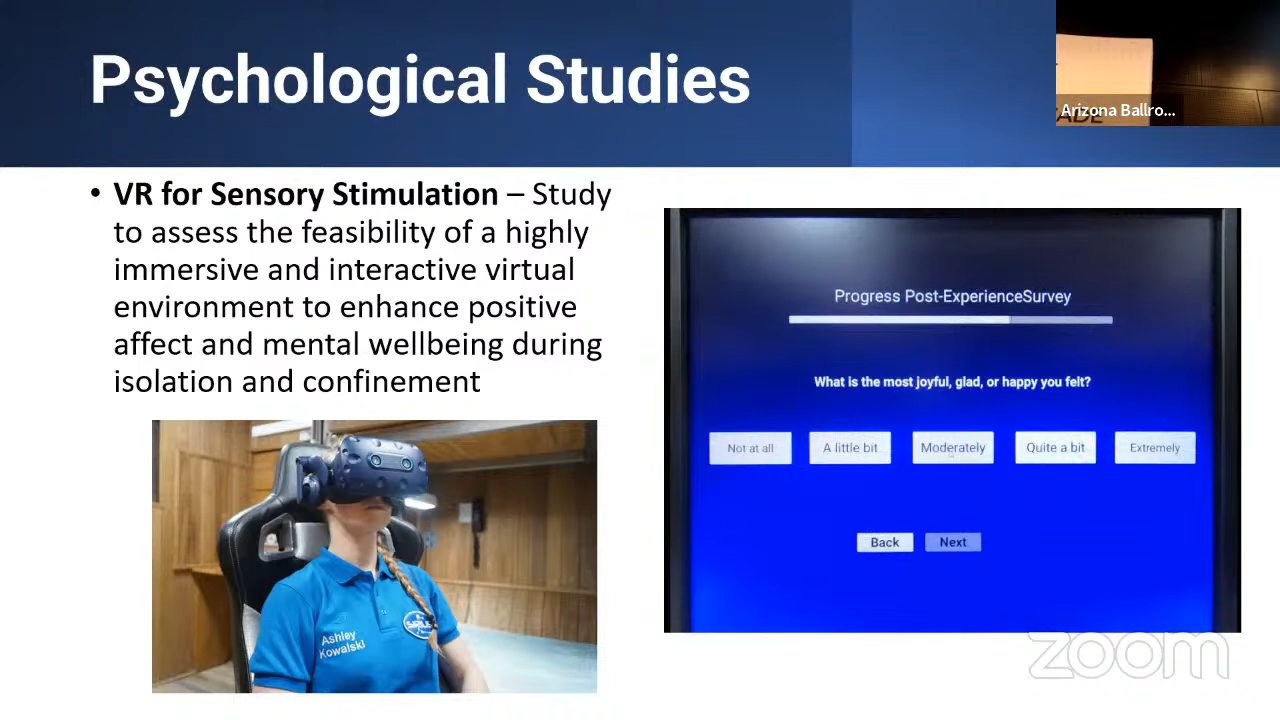 Psychological Studies
Arizona Ballro...
• VR for Sensory Stimulation – Study
to assess the feasibility of a highly
immersive and interactive virtual
environment to enhance positive
affect and mental wellbeing during
isolation and confinement
Progress Post-ExperienceSurvey
What is the most joyful, glad, or happy you felt?
Not at all
A little bit
Moderately
Quite a bit
Extremely
Back
Next
Ashley
Kowalski
SIRIUS
zoom